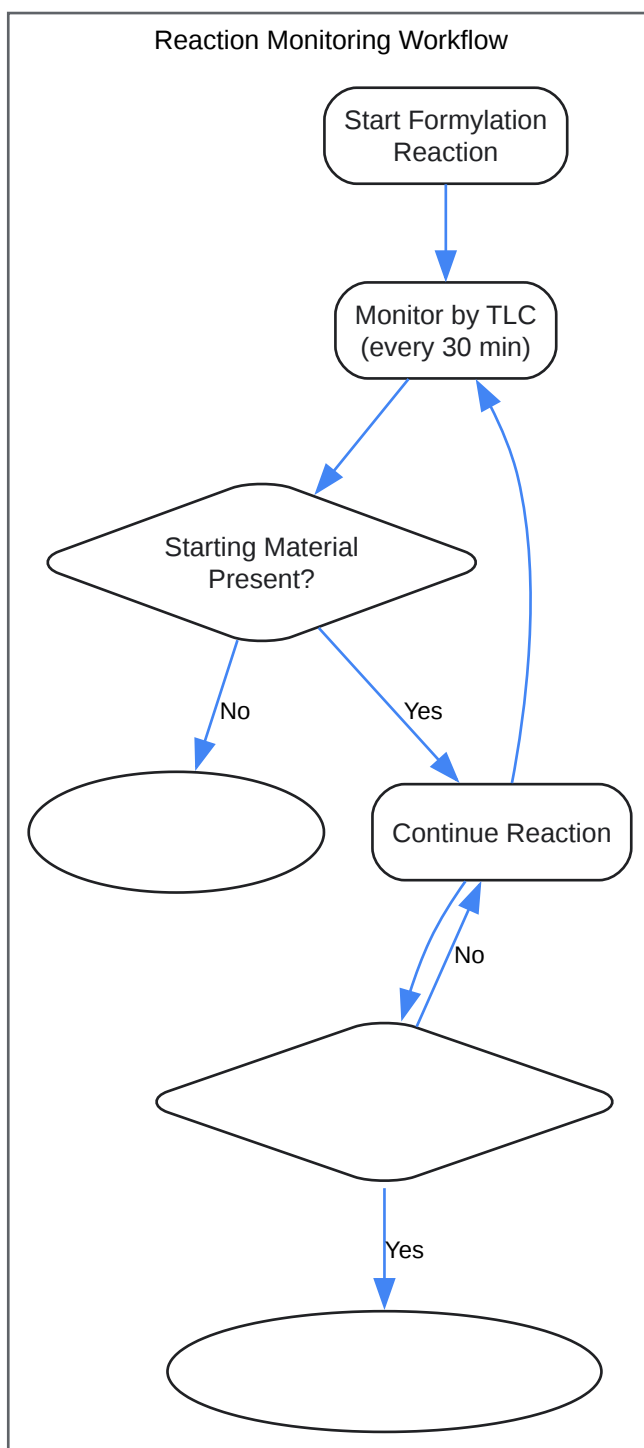 Reaction Monitoring Workflow
Start Formylation
Reaction
Monitor by TLC
(every 30 min)
Starting Material
Present?
No
Yes
Continue Reaction
No
Yes